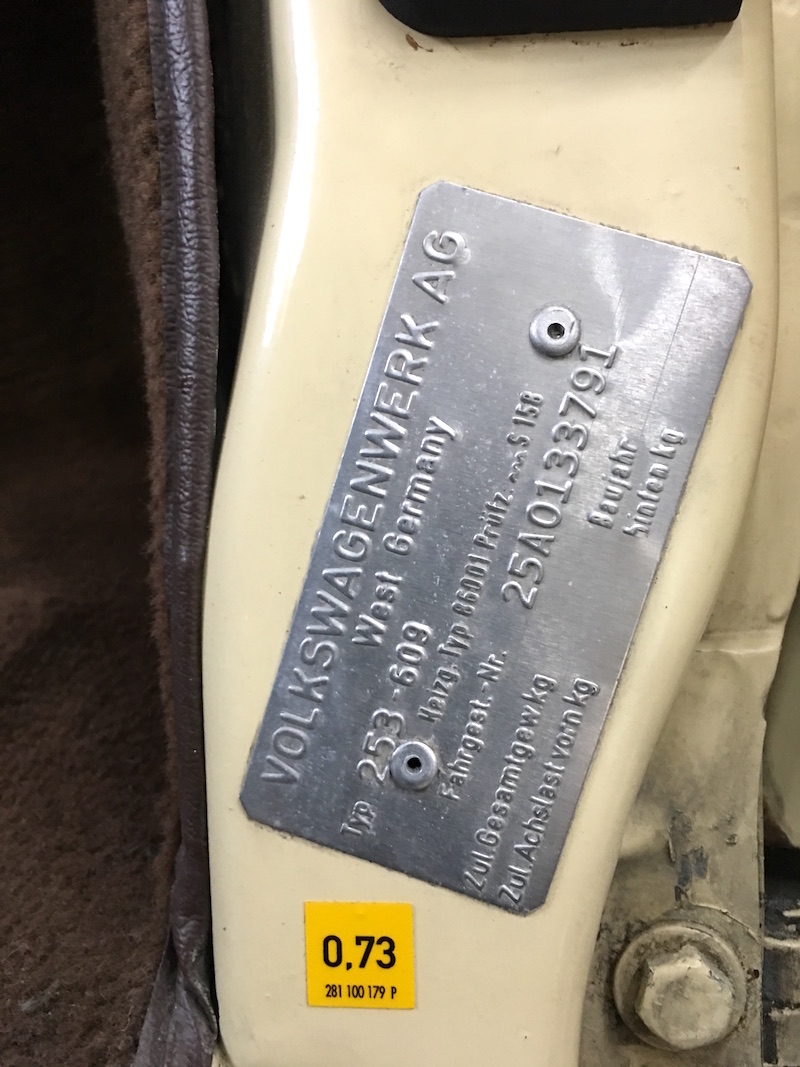 VOLKSWAGENWERK AG
West Germany
Typ 253-609
Heizg. Typ 86001 Prüfz. S 158
Fahrgest.-Nr. 25A0133791
Zul.Gesamtgew kg Baujahr
Zul.Achslast vorn kg hinten kg
0,73
281 100 179 P